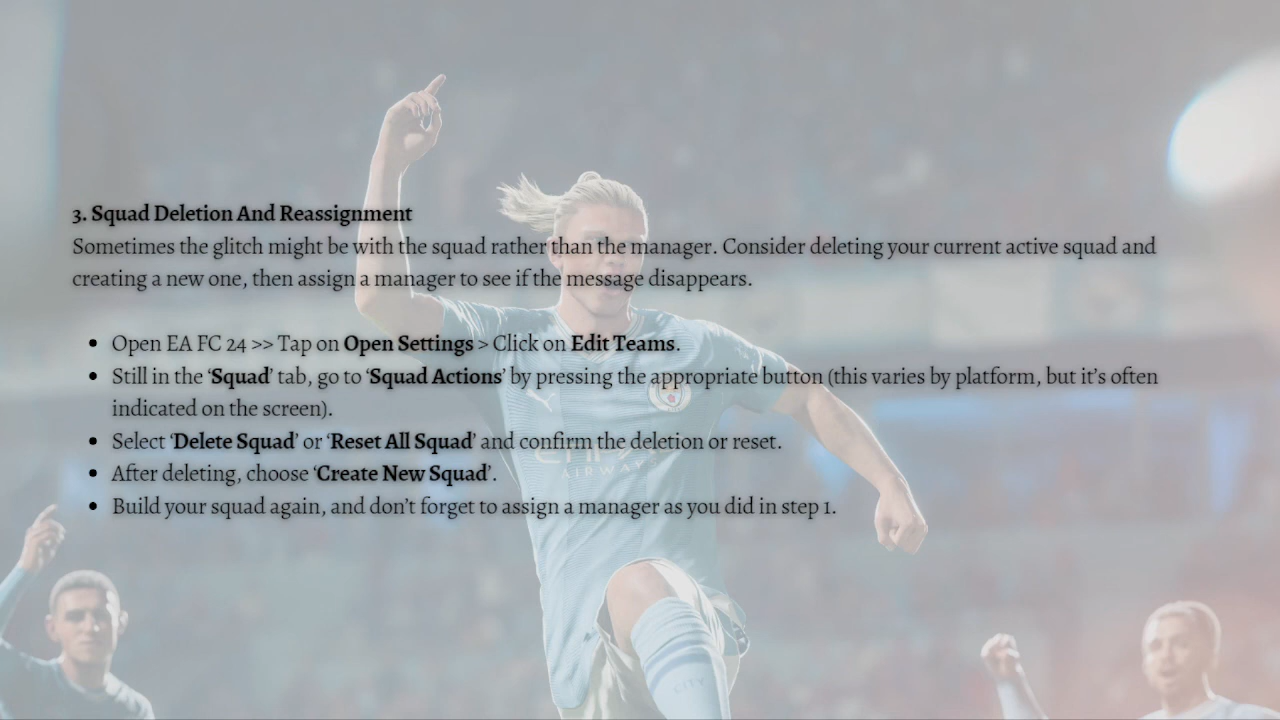 3. Squad Deletion And Reassignment
Sometimes the glitch might be with the squad rather than the manager. Consider deleting your current active squad and
creating a new one, then assign a manager to see if the message disappears.
• Open EA FC 24 >> Tap on Open Settings > Click on Edit Teams.
• Still in the ‘Squad’ tab, go to ‘Squad Actions’ by pressing the appropriate button (this varies by platform, but it’s often
indicated on the screen).
• Select ‘Delete Squad’ or ‘Reset All Squad’ and confirm the deletion or reset.
ETIHAD
AIRWAYS
• After deleting, choose ‘Create New Squad’.
• Build your squad again, and don’t forget to assign a manager as you did in step 1.
CITY